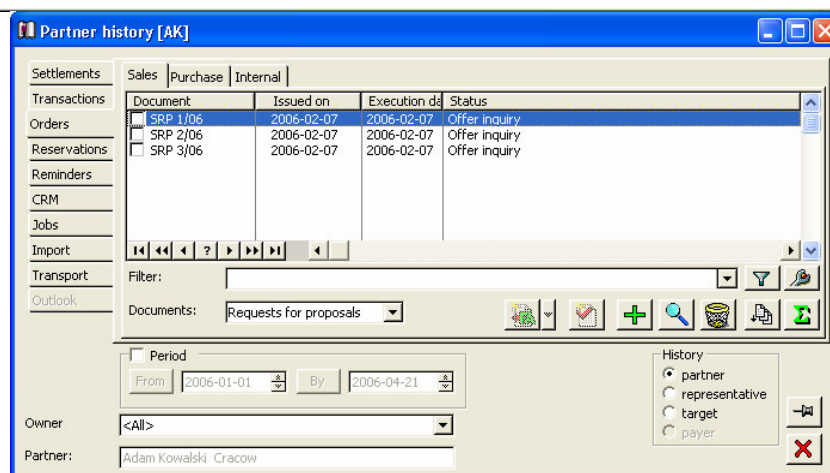 Partner history [AK]
Settlements
Transactions
Orders
Reservations
Reminders
CRM
Jobs
Import
Transport
Outlook
Sales Purchase Internal
Document Issued on Execution da Status
SRP 1/06 2006-02-07 2006-02-07 Offer inquiry
SRP 2/06 2006-02-07 2006-02-07 Offer inquiry
SRP 3/06 2006-02-07 2006-02-07 Offer inquiry
?
Filter:
Documents: Requests for proposals
Σ
Period
From 2006-01-01 By 2006-04-21
History
partner
representative
target
payer
Owner <All>
Partner: Adam Kowalski Cracow